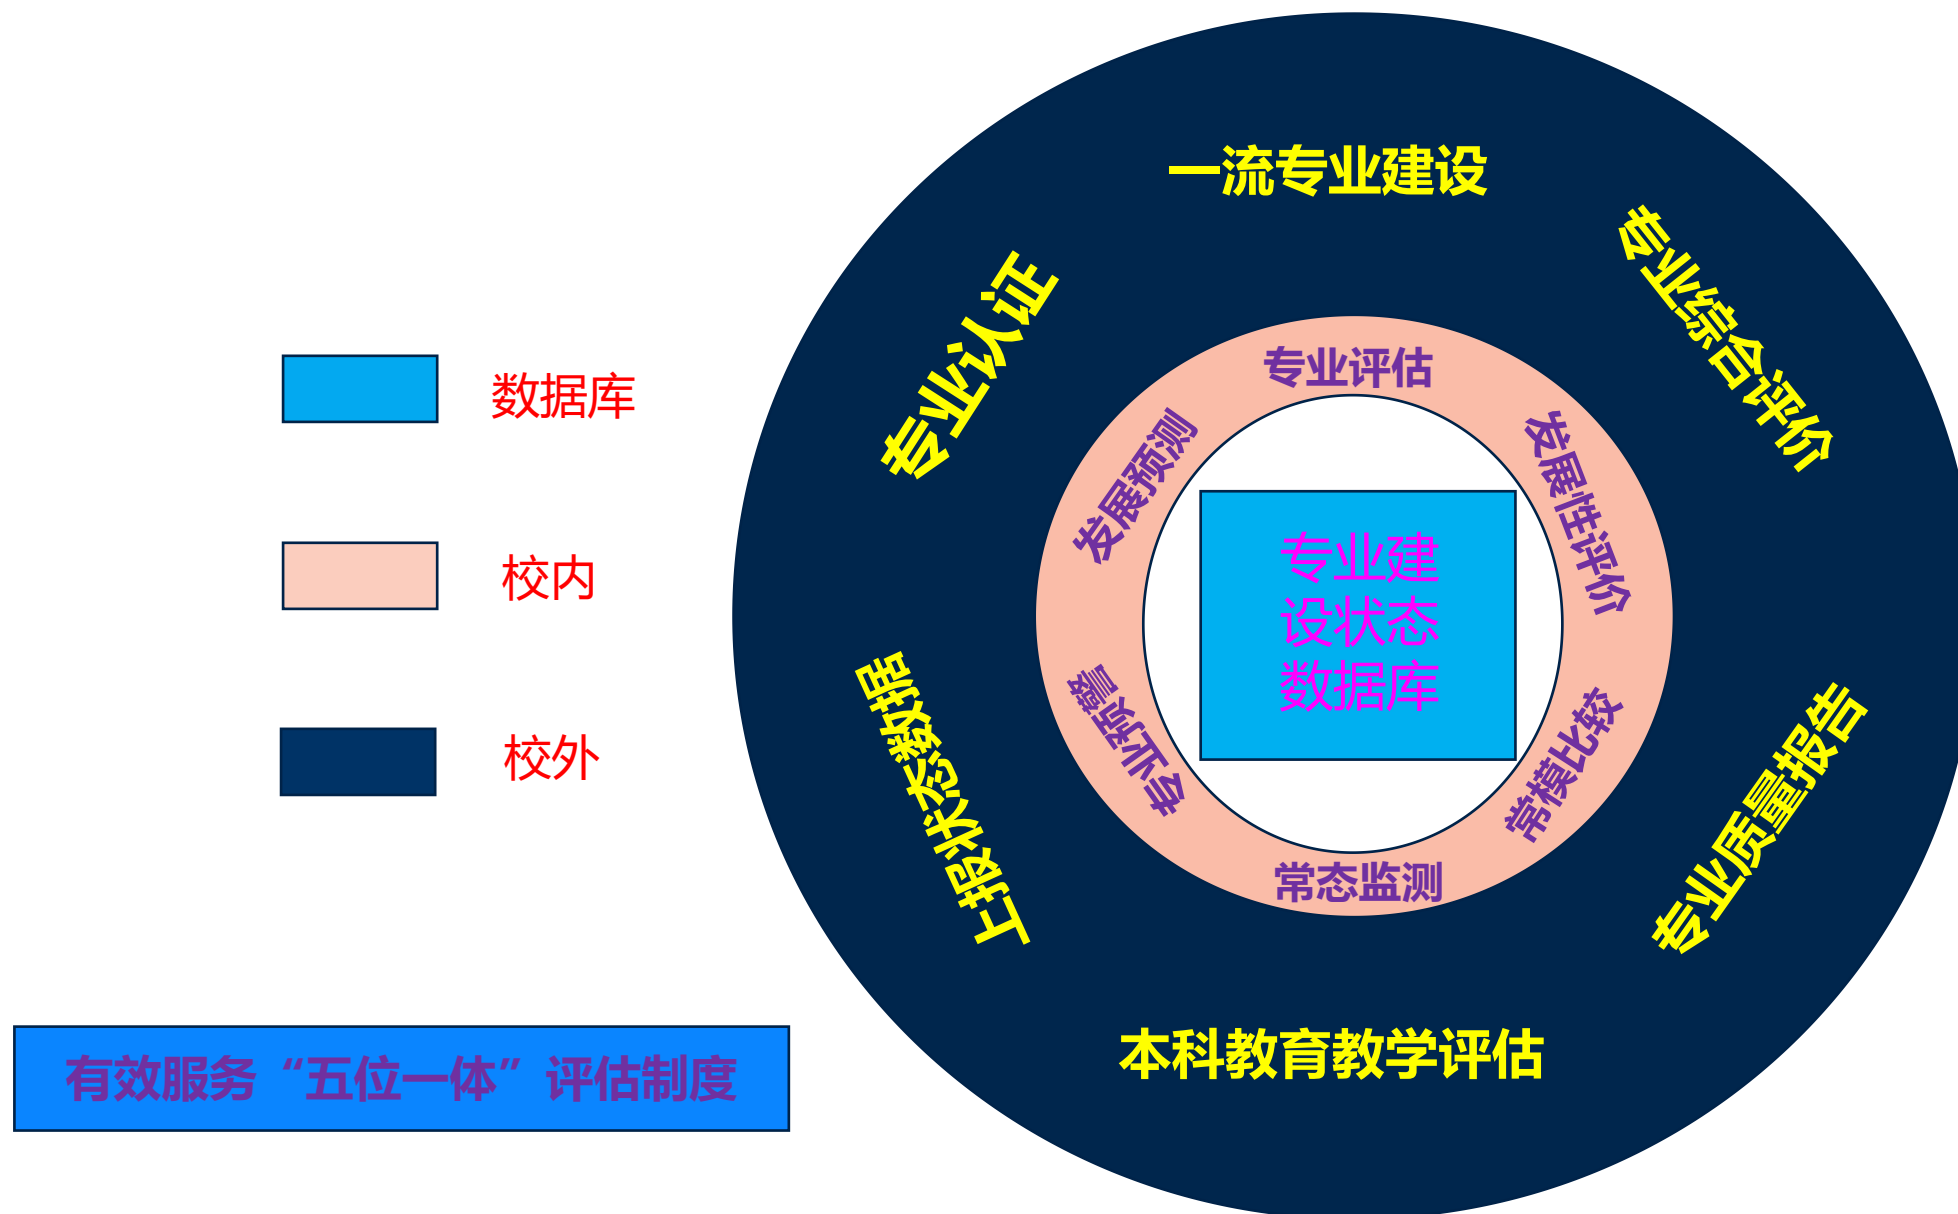 一流专业建设
专业综合评价
专业认证
专业评估
发展预测
发展性评价
数据库
专业建
设状态
数据库
校内
校外
上报状态数据
专业预警
常模比较
专业质量报告
常态监测
本科教育教学评估
有效服务“五位一体”评估制度